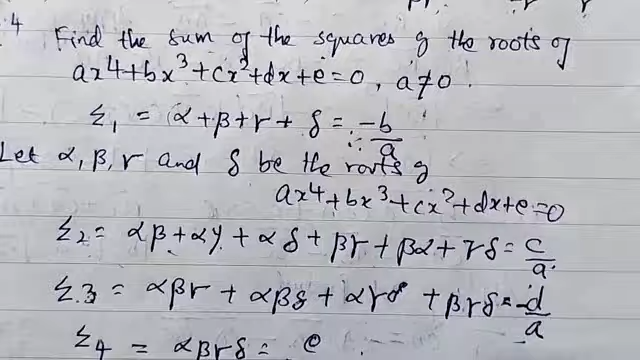 4 Find the sum of the squares of the roots of
ax⁴+bx³+cx²+dx+e=0, a≠0.
Σ₁ = α+β+γ+δ = -b/a
Let α, β, γ and δ be the roots of
ax⁴+bx³+cx²+dx+e=0
Σ₂ = αβ+αγ+αδ+βγ+βα+γδ = c/a
Σ₃ = αβγ+αβδ+αγδ+βγδ = -d/a
Σ₄ = αβγδ = e